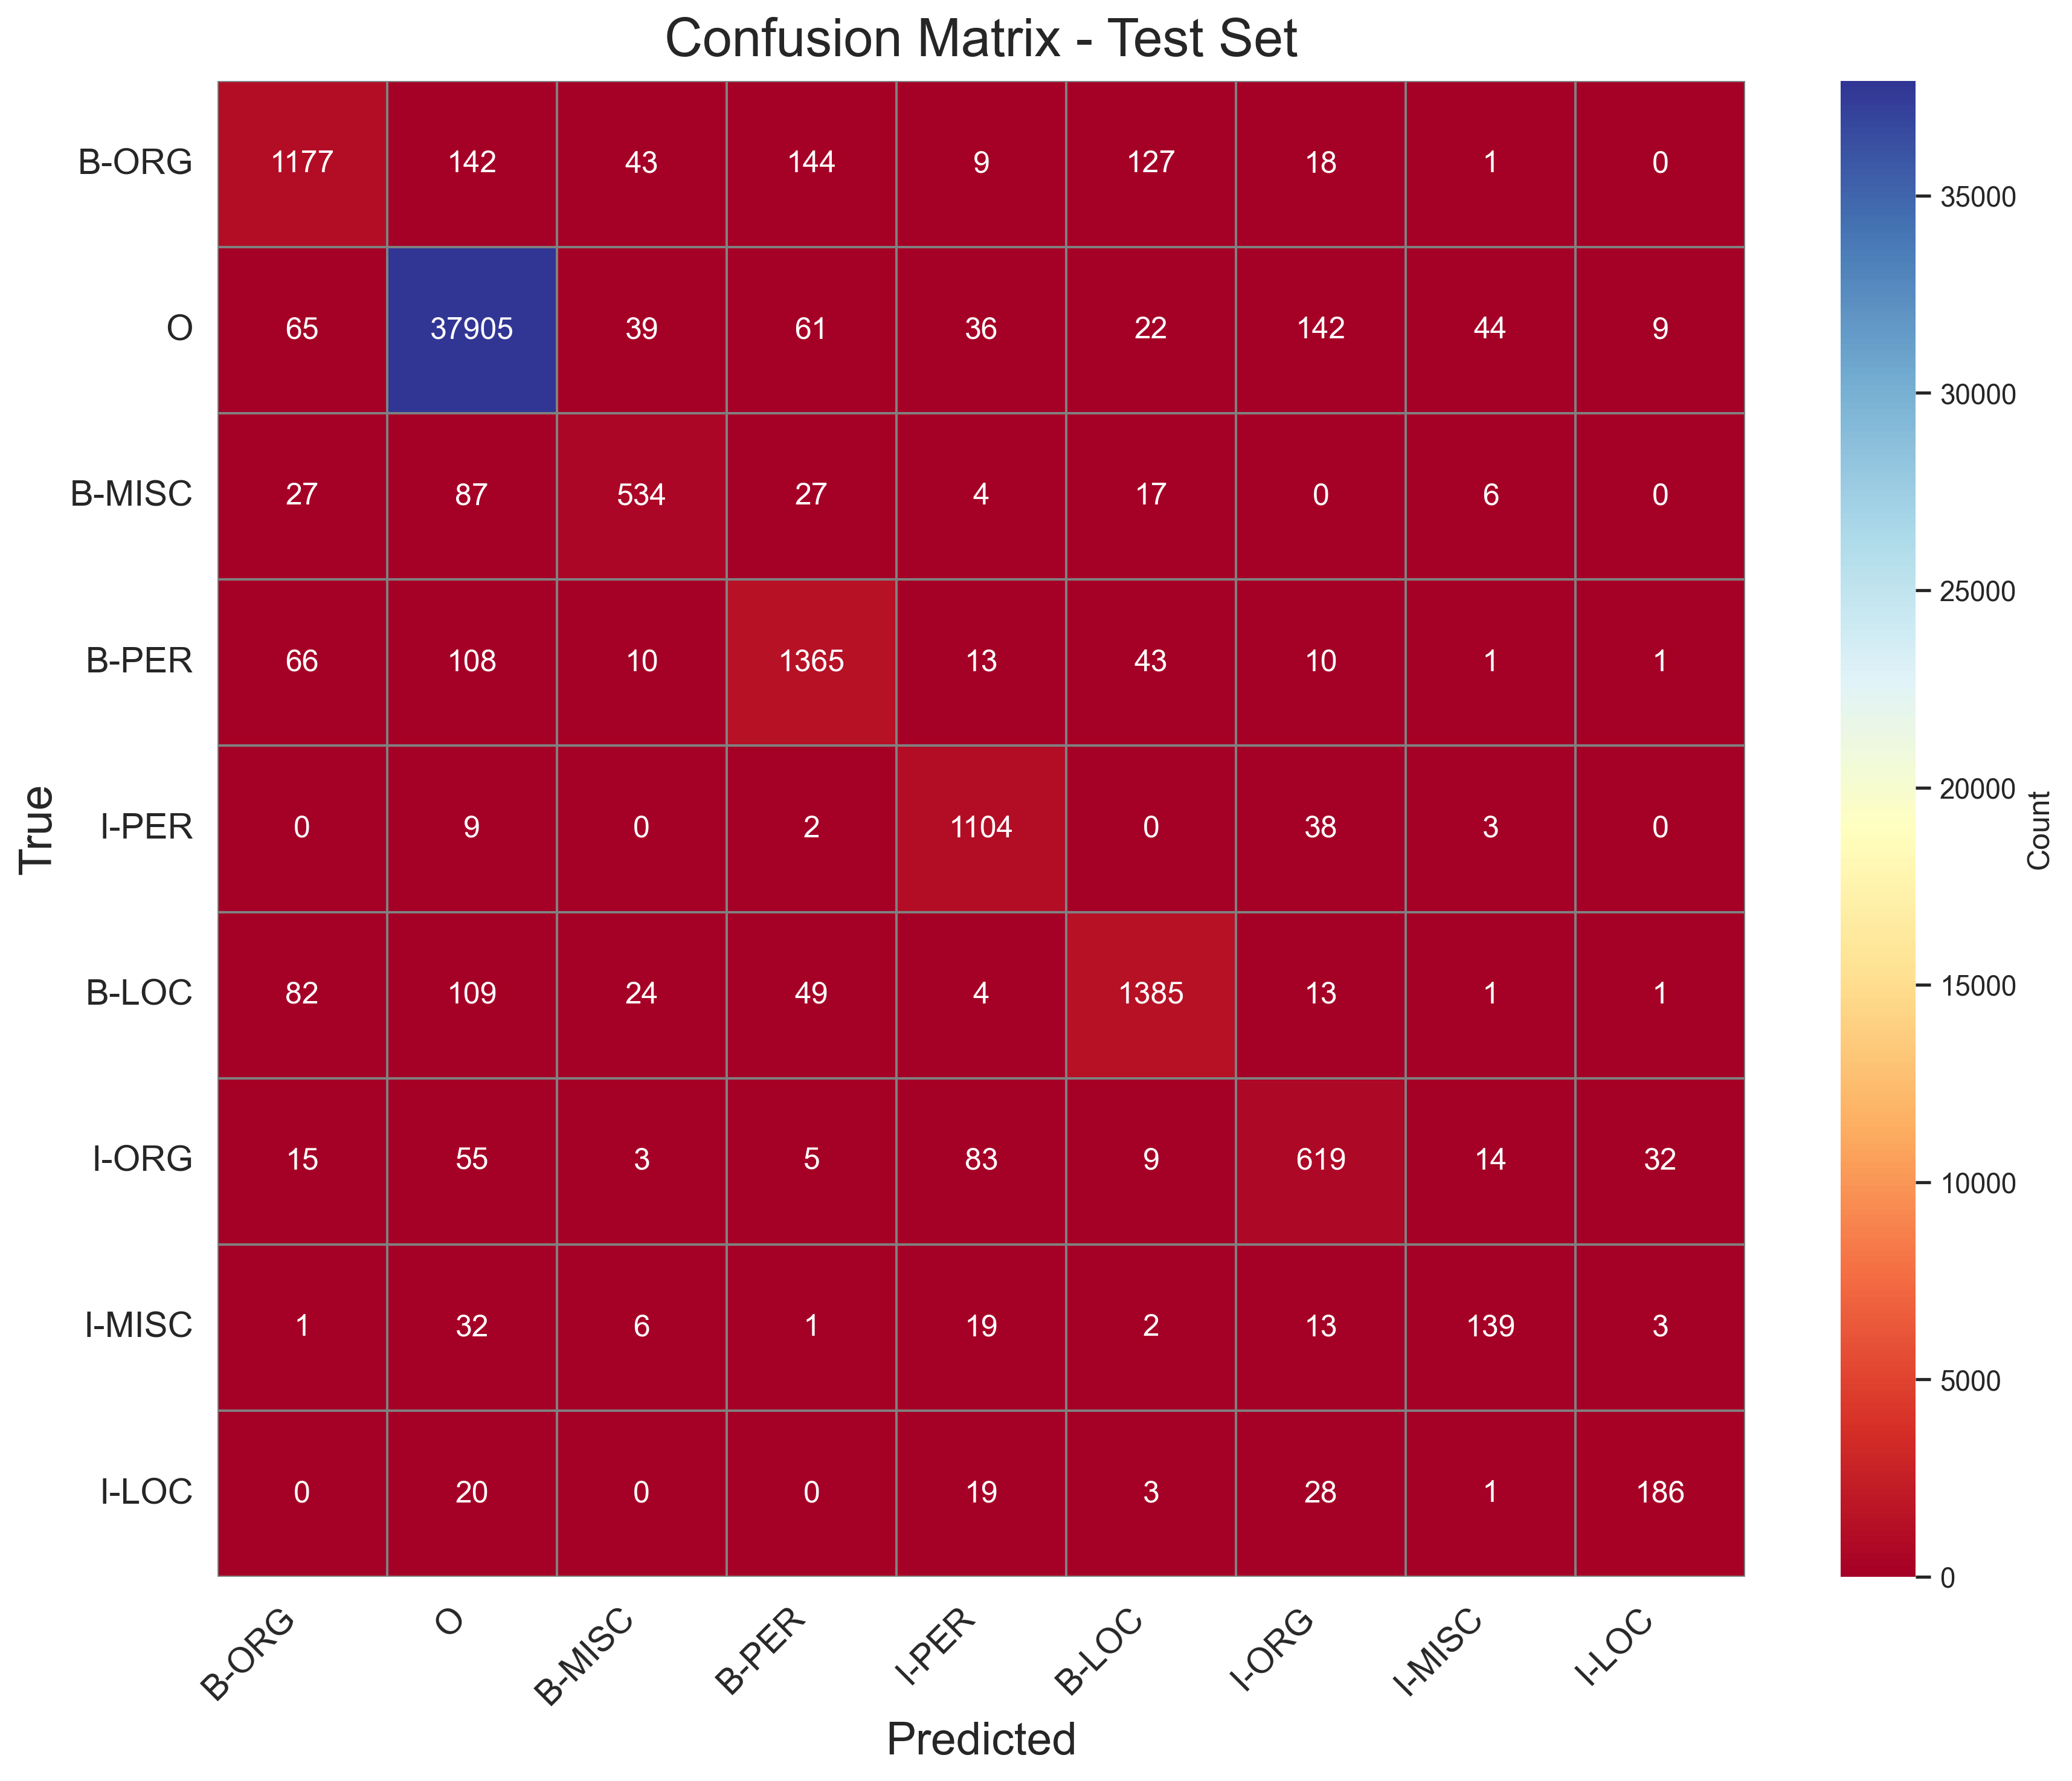 Confusion Matrix - Test Set
B-ORG 1177 142 43 144 9 127 18 1 0
O 65 37905 39 61 36 22 142 44 9
B-MISC 27 87 534 27 4 17 0 6 0
B-PER 66 108 10 1365 13 43 10 1 1
I-PER 0 9 0 2 1104 0 38 3 0
B-LOC 82 109 24 49 4 1385 13 1 1
I-ORG 15 55 3 5 83 9 619 14 32
I-MISC 1 32 6 1 19 2 13 139 3
I-LOC 0 20 0 0 19 3 28 1 186
B-ORG O B-MISC B-PER I-PER B-LOC I-ORG I-MISC I-LOC
Predicted
True
35000
30000
25000
20000
15000
10000
5000
0
Count